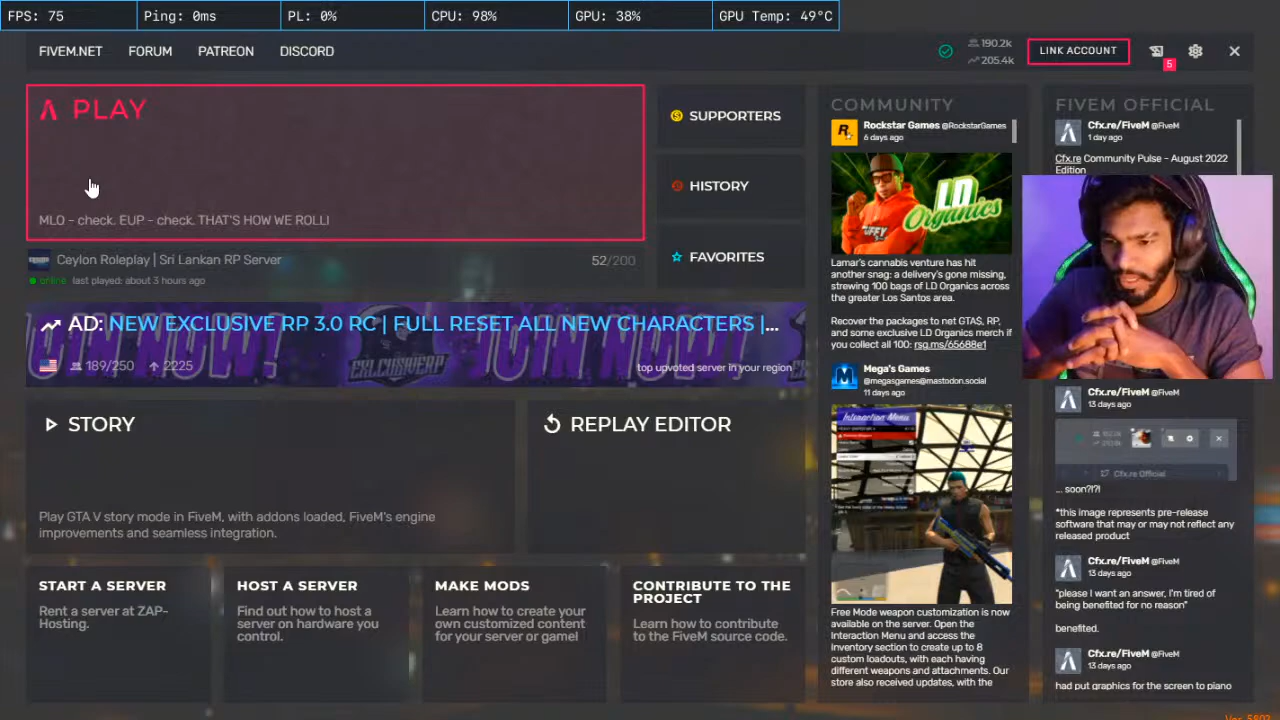 FPS: 75
Ping: 0ms
PL: 0%
CPU: 98%
GPU: 38%
GPU Temp: 49°C
FIVEM.NET
FORUM
PATREON
DISCORD
190.2k
205.4k
LINK ACCOUNT
5
PLAY
MLO - check. EUP - check. THAT'S HOW WE ROLL!
Ceylon Roleplay | Sri Lankan RP Server
52/200
online last played: about 3 hours ago
SUPPORTERS
HISTORY
FAVORITES
AD: NEW EXCLUSIVE RP 3.0 RC | FULL RESET ALL NEW CHARACTERS |...
JOIN NOW!
EXLCUSIVERP
JOIN NOW!
189/250
2225
top upvoted server in your region
STORY
Play GTA V story mode in FiveM, with addons loaded, FiveM's engine
improvements and seamless integration.
REPLAY EDITOR
START A SERVER
Rent a server at ZAP-
Hosting.
HOST A SERVER
Find out how to host a
server on hardware you
control.
MAKE MODS
Learn how to create your
own customized content
for your server or game!
CONTRIBUTE TO THE
PROJECT
Learn how to contribute
to the FiveM source code.
COMMUNITY
Rockstar Games @RockstarGames
6 days ago
LD
Organics
Lamar's cannabis venture has hit
another snag: a delivery's gone missing,
strewing 100 bags of LD Organics across
the greater Los Santos area.
Recover the packages to net GTA$, RP,
and some exclusive LD Organics merch if
you collect all 100: rsg.ms/65688e1
Mega's Games
@megasgames@mastodon.social
11 days ago
Interaction Menu
Free Mode weapon customization is now
available on the server. Open the
Interaction Menu and access the
Inventory section to create up to 8
custom loadouts, with each having
different weapons and attachments. Our
store also received updates, with the
FIVEM OFFICIAL
Cfx.re/FiveM @FiveM
1 day ago
Cfx.re Community Pulse - August 2022
Edition
Cfx.re/FiveM @FiveM
13 days ago
Cfx.re Official
... soon?!?!
*this image represents pre-release
software that may or may not reflect any
released product
Cfx.re/FiveM @FiveM
13 days ago
"please I want an answer, I'm tired of
being benefited for no reason"
benefited.
Cfx.re/FiveM @FiveM
13 days ago
had put graphics for the screen to piano